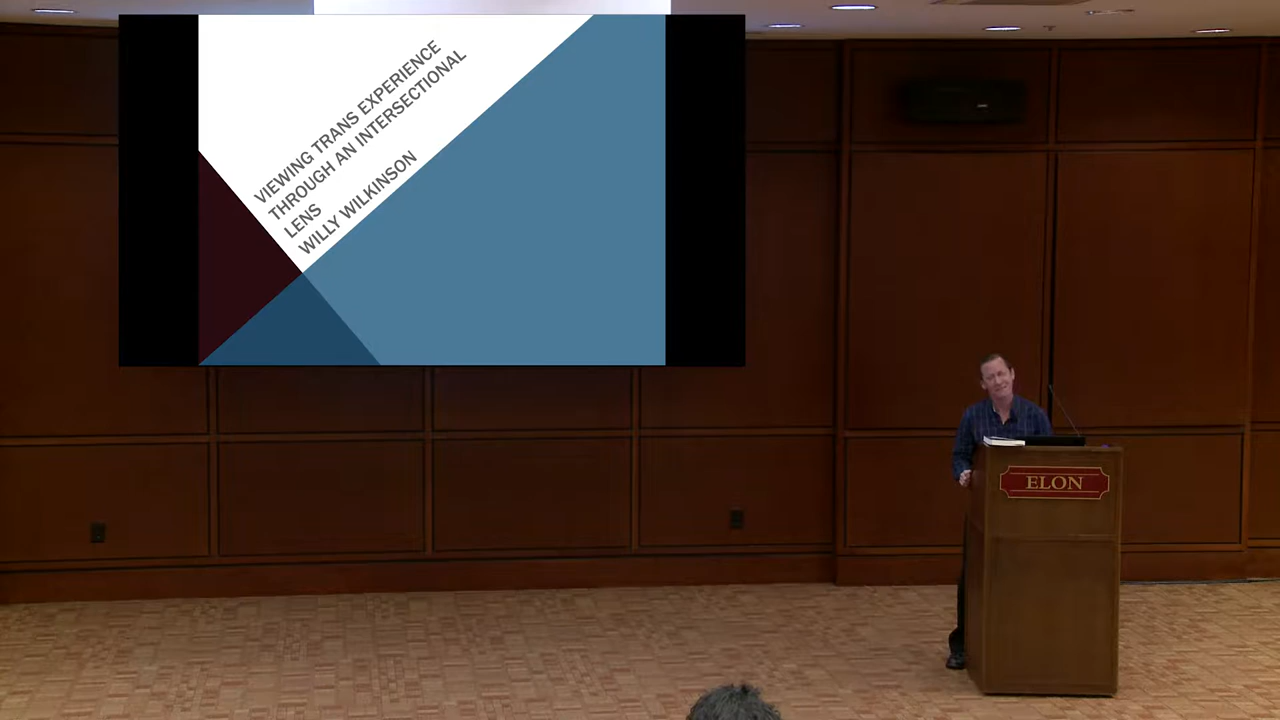 VIEWING TRANS EXPERIENCE
THROUGH AN INTERSECTIONAL
LENS
WILLY WILKINSON
ELON